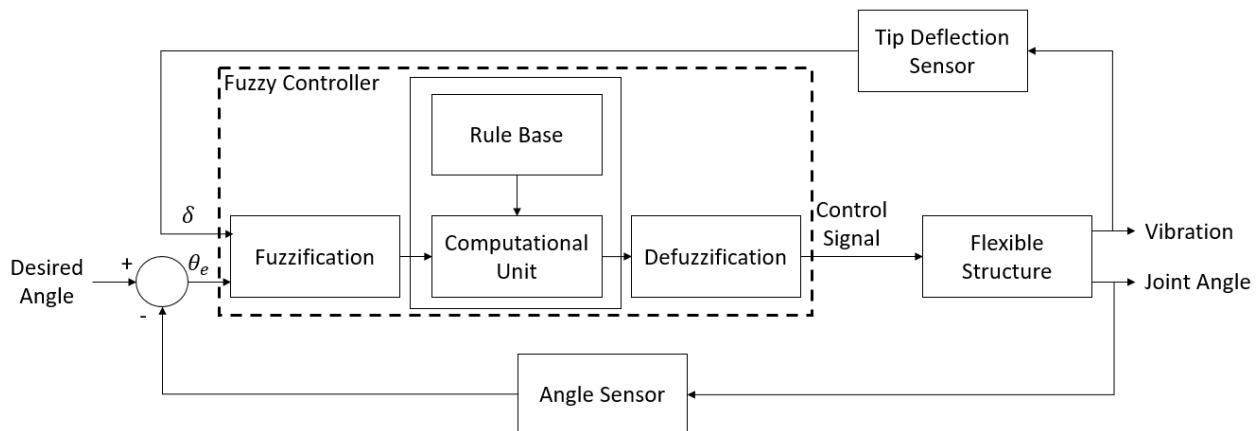 Tip Deflection
Sensor
Fuzzy Controller
Rule Base
δ
Fuzzification
Computational
Unit
Defuzzification
Control
Signal
Flexible
Structure
Vibration
Joint Angle
Desired
Angle
+
-
θe
Angle Sensor